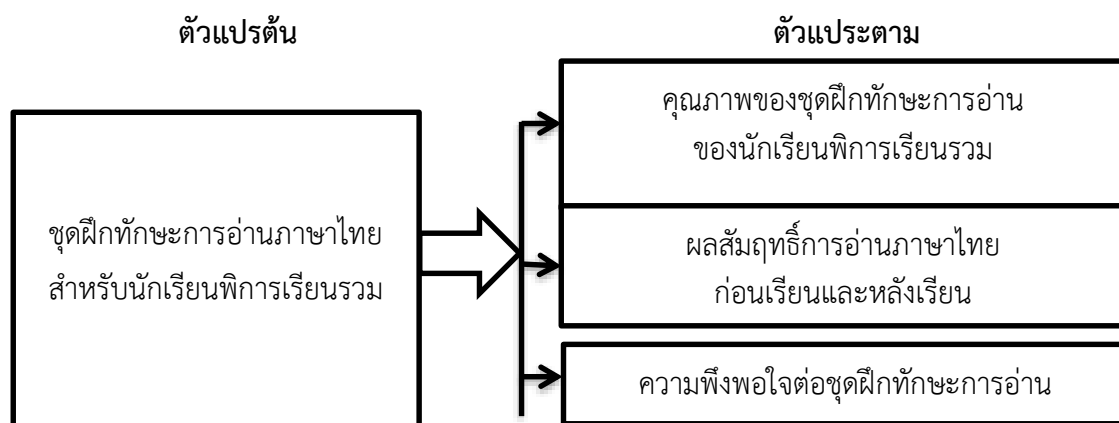 ตัวแปรต้น
ตัวแประตาม
ชุดฝึกทักษะการอ่านภาษาไทย
สำหรับนักเรียนพิการเรียนรวม
คุณภาพของชุดฝึกทักษะการอ่าน
ของนักเรียนพิการเรียนรวม
ผลสัมฤทธิ์การอ่านภาษาไทย
ก่อนเรียนและหลังเรียน
ความพึงพอใจต่อชุดฝึกทักษะการอ่าน